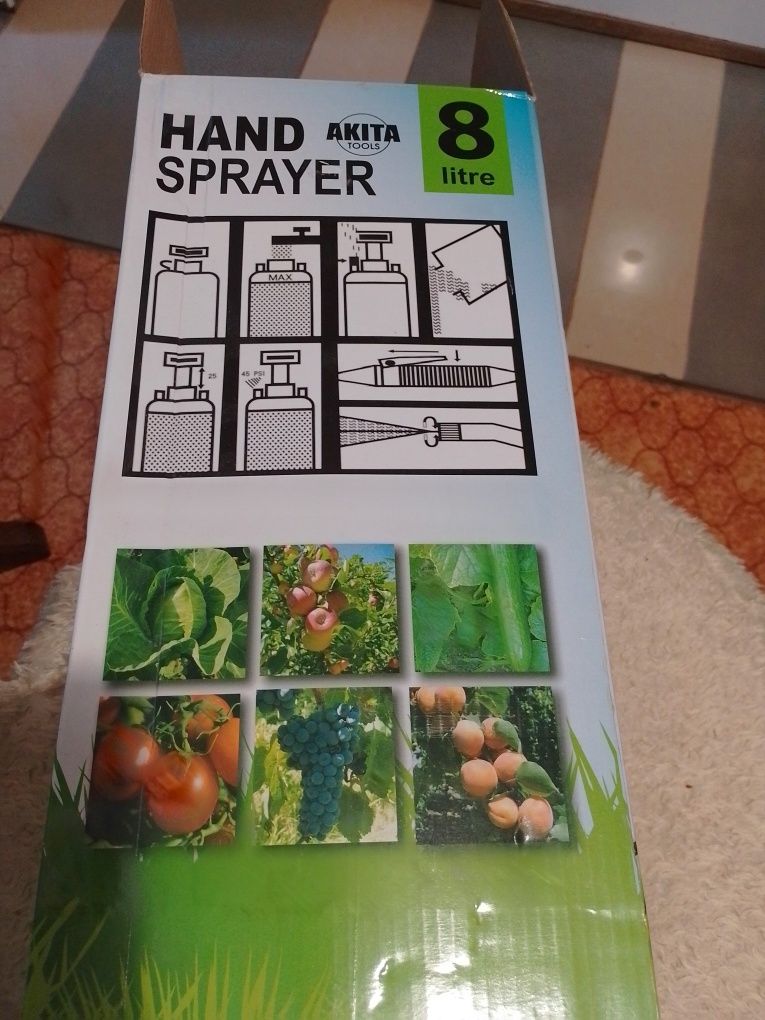 HAND
SPRAYER
AKITA
TOOLS
8
litre
MAX
25
45 PSI